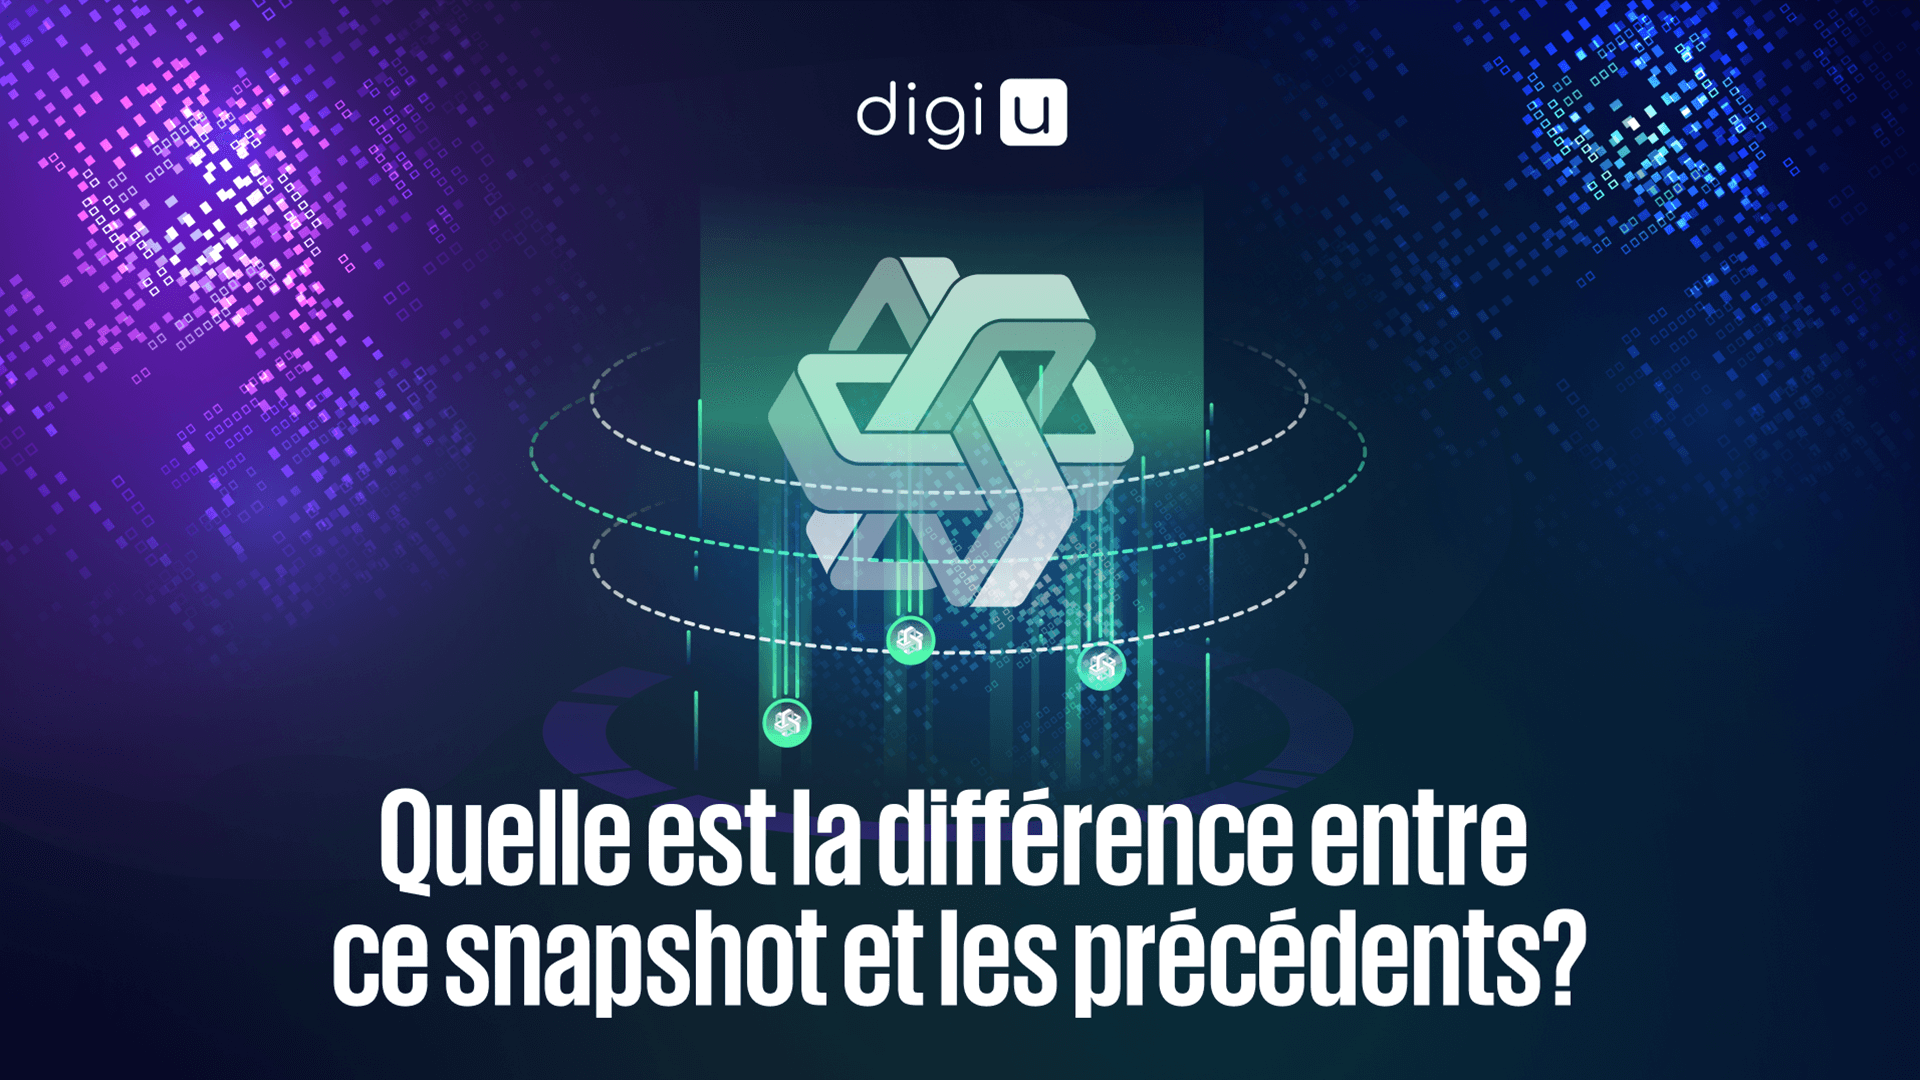 digi u
Quelle est la différence entre
ce snapshot et les précédents?